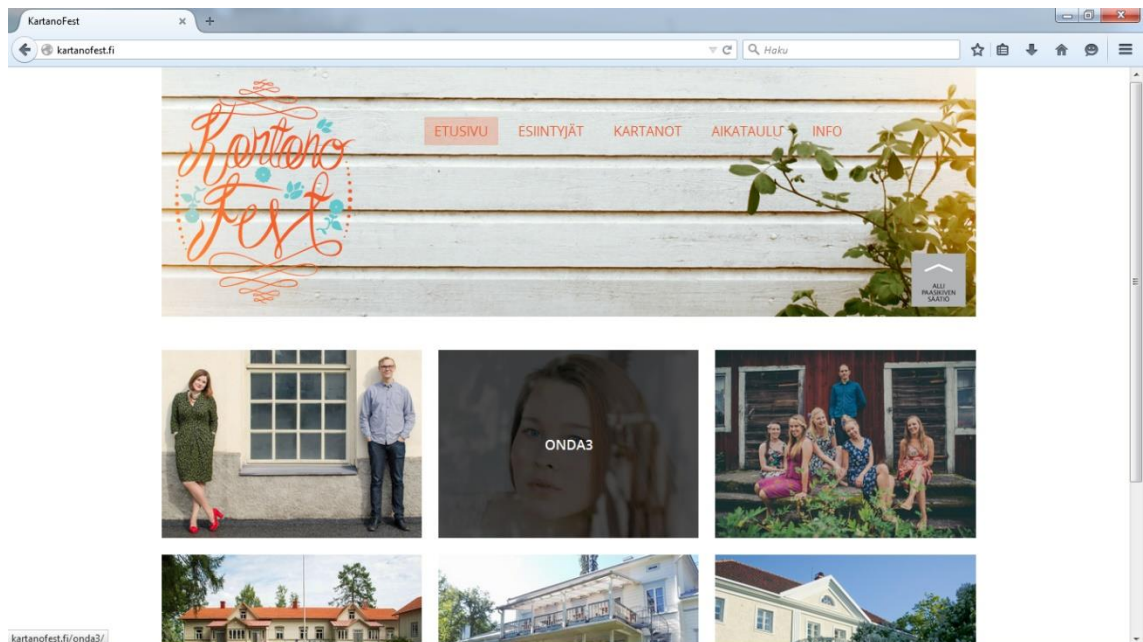 KartanoFest
kartanofest.fi
Haku
Kartano
Fest
ETUSIVU ESIINTYJÄT KARTANOT AIKATAULU INFO
ALLI
PAASIKIVEN
SÄÄTIÖ
ONDA3
kartanofest.fi/onda3/